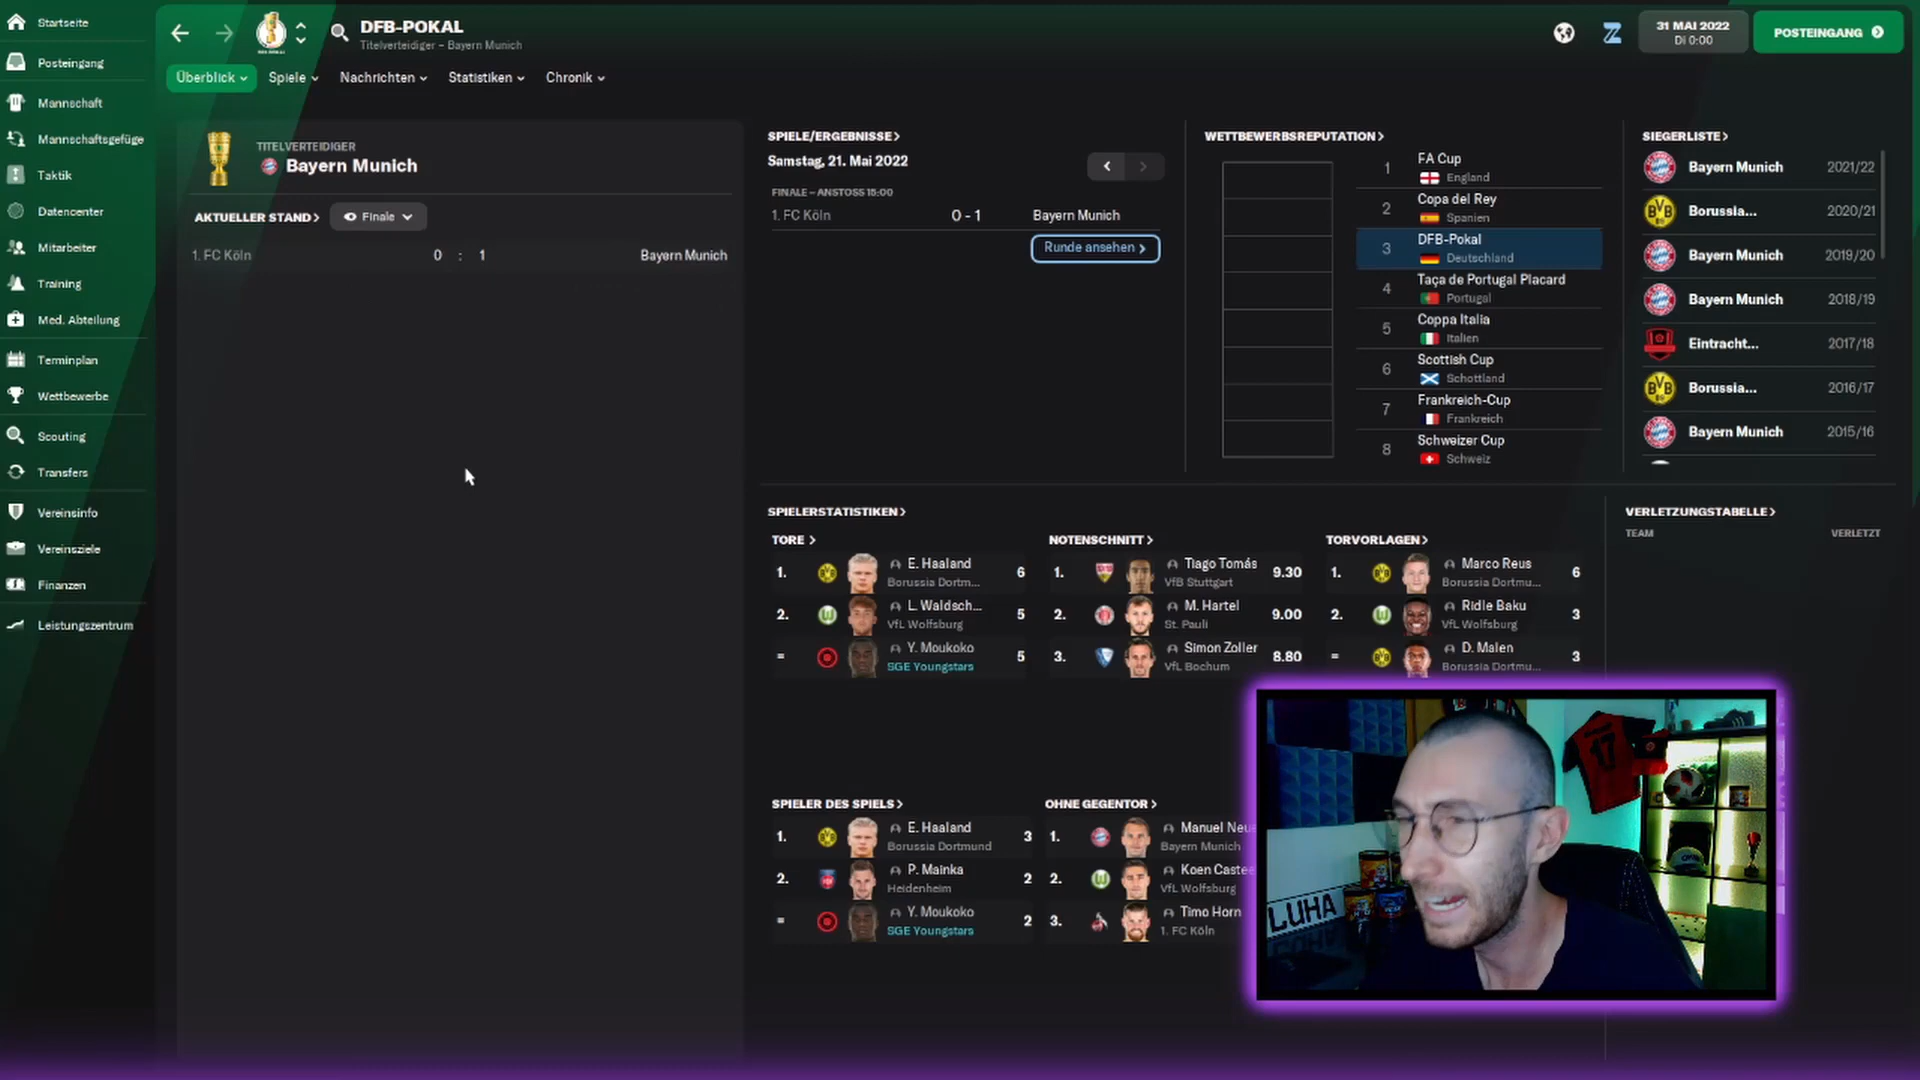 Startseite
Posteingang
Mannschaft
Mannschaftsgefüge
Taktik
Datencenter
Mitarbeiter
Training
Med. Abteilung
Terminplan
Wettbewerbe
Scouting
Transfers
Vereinsinfo
Vereinsziele
Finanzen
Leistungszentrum
DFB-POKAL
Titelverteidiger – Bayern Munich
31 MAI 2022
DI 0:00
POSTEINGANG
Überblick
Spiele
Nachrichten
Statistiken
Chronik
TITELVERTEIDIGER
Bayern Munich
AKTUELLER STAND
Finale
1. FC Köln 0 : 1 Bayern Munich
SPIELE/ERGEBNISSE
Samstag, 21. Mai 2022
FINALE – ANSTOSS 15:00
1. FC Köln 0 - 1 Bayern Munich
Runde ansehen
WETTBEWERBSREPUTATION
1 FA Cup
England
2 Copa del Rey
Spanien
3 DFB-Pokal
Deutschland
4 Taça de Portugal Placard
Portugal
5 Coppa Italia
Italien
6 Scottish Cup
Schottland
7 Frankreich-Cup
Frankreich
8 Schweizer Cup
Schweiz
SIEGERLISTE
Bayern Munich 2021/22
Borussia... 2020/21
Bayern Munich 2019/20
Bayern Munich 2018/19
Eintracht... 2017/18
Borussia... 2016/17
Bayern Munich 2015/16
SPIELERSTATISTIKEN
TORE
1. E. Haaland 6
Borussia Dortm...
2. L. Waldsch... 5
VfL Wolfsburg
= Y. Moukoko 5
SGE Youngstars
NOTENSCHNITT
1. Tiago Tomás 9.30
VfB Stuttgart
2. M. Hartel 9.00
St. Pauli
3. Simon Zoller 8.80
VfL Bochum
TORVORLAGEN
1. Marco Reus 6
Borussia Dortmu...
2. Ridle Baku 3
VfL Wolfsburg
= D. Malen 3
Borussia Dortmu...
VERLETZUNGSTABELLE
TEAM VERLETZT
SPIELER DES SPIELS
1. E. Haaland 3
Borussia Dortmund
2. P. Mainka 2
Heidenheim
= Y. Moukoko 2
SGE Youngstars
OHNE GEGENTOR
1. Manuel Neu
Bayern Munich
2. Koen Castee
VfL Wolfsburg
3. Timo Horn
1. FC Köln
LUHA
17